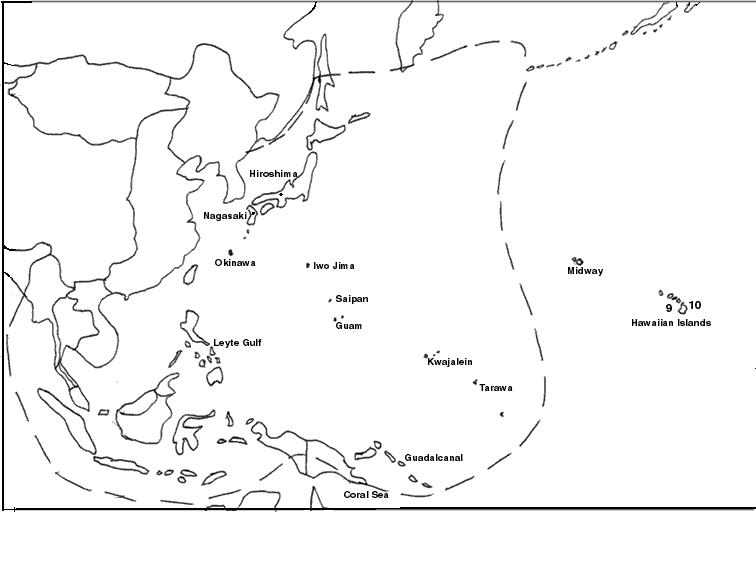 Hiroshima
Nagasaki
Okinawa
Iwo Jima
Midway
Saipan
9 10
Guam
Hawaiian Islands
Leyte Gulf
Kwajalein
Tarawa
Guadalcanal
Coral Sea